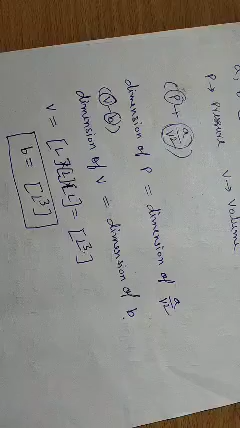 P → Pressure V → Volume
(P + a/V²)
dimension of P = dimension of a/V²
(V-b)
dimension of V = dimension of b.
V = [L×L×L] = [L³]
b = [L³]